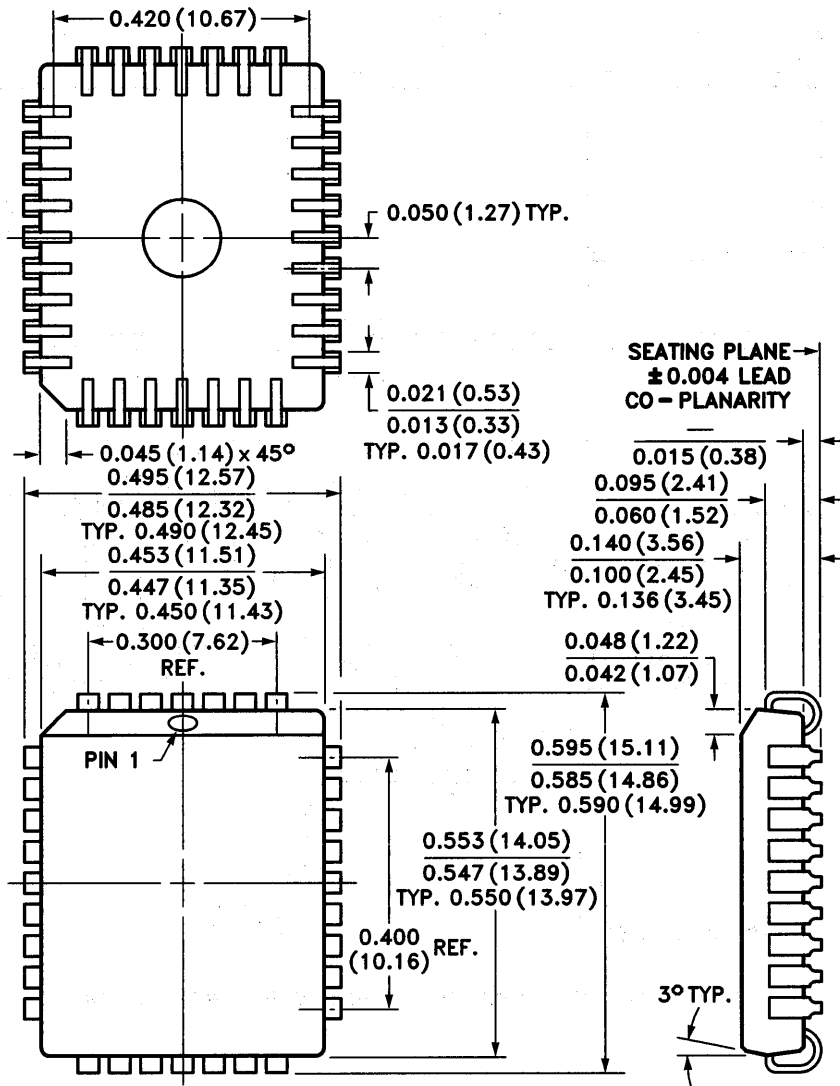 0.420 (10.67)
0.050 (1.27) TYP.
0.021 (0.53)
0.013 (0.33)
TYP. 0.017 (0.43)
0.045 (1.14) x 45°
SEATING PLANE
±0.004 LEAD
CO - PLANARITY
—
0.015 (0.38)
0.095 (2.41)
0.060 (1.52)
0.140 (3.56)
0.100 (2.45)
TYP. 0.136 (3.45)
0.048 (1.22)
0.042 (1.07)
0.495 (12.57)
0.485 (12.32)
TYP. 0.490 (12.45)
0.453 (11.51)
0.447 (11.35)
TYP. 0.450 (11.43)
0.300 (7.62)
REF.
PIN 1
0.595 (15.11)
0.585 (14.86)
TYP. 0.590 (14.99)
0.553 (14.05)
0.547 (13.89)
TYP. 0.550 (13.97)
0.400 REF.
(10.16)
3° TYP.